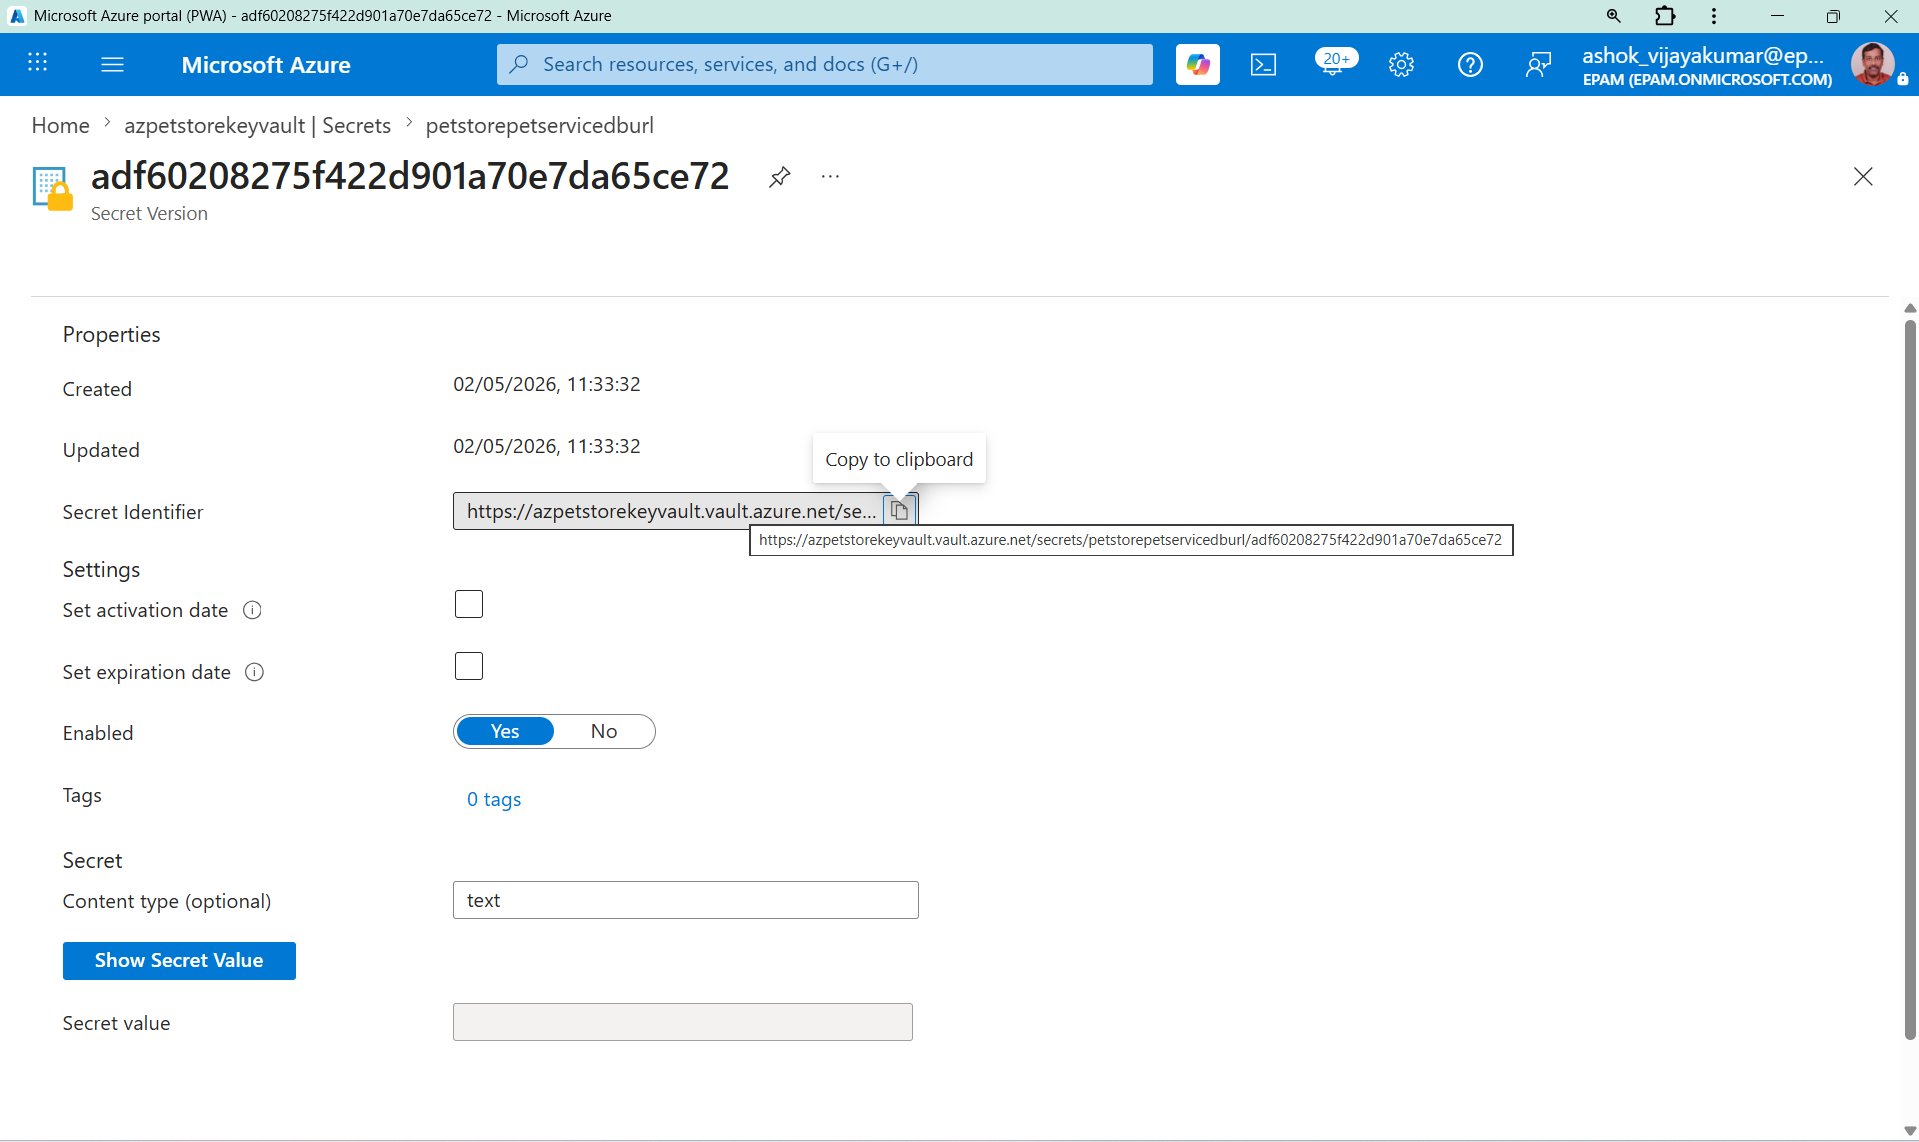 Microsoft Azure portal (PWA) - adf60208275f422d901a70e7da65ce72 - Microsoft Azure
Microsoft Azure
Search resources, services, and docs (G+/)
20+
ashok_vijayakumar@ep...
EPAM (EPAM.ONMICROSOFT.COM)
Home > azpetstorekeyvault | Secrets > petstorepetservicedburl
adf60208275f422d901a70e7da65ce72
...
Secret Version
Properties
Created
02/05/2026, 11:33:32
Updated
02/05/2026, 11:33:32
Copy to clipboard
Secret Identifier
https://azpetstorekeyvault.vault.azure.net/se...
https://azpetstorekeyvault.vault.azure.net/secrets/petstorepetservicedburl/adf60208275f422d901a70e7da65ce72
Settings
Set activation date
Set expiration date
Enabled
Yes No
Tags
0 tags
Secret
Content type (optional)
text
Show Secret Value
Secret value